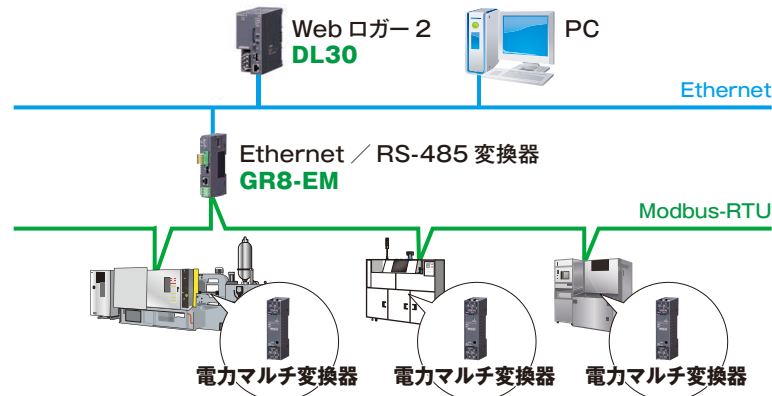 Web ロガー 2
DL30
PC
Ethernet
Ethernet ／ RS-485 変換器
GR8-EM
Modbus-RTU
電力マルチ変換器
電力マルチ変換器
電力マルチ変換器